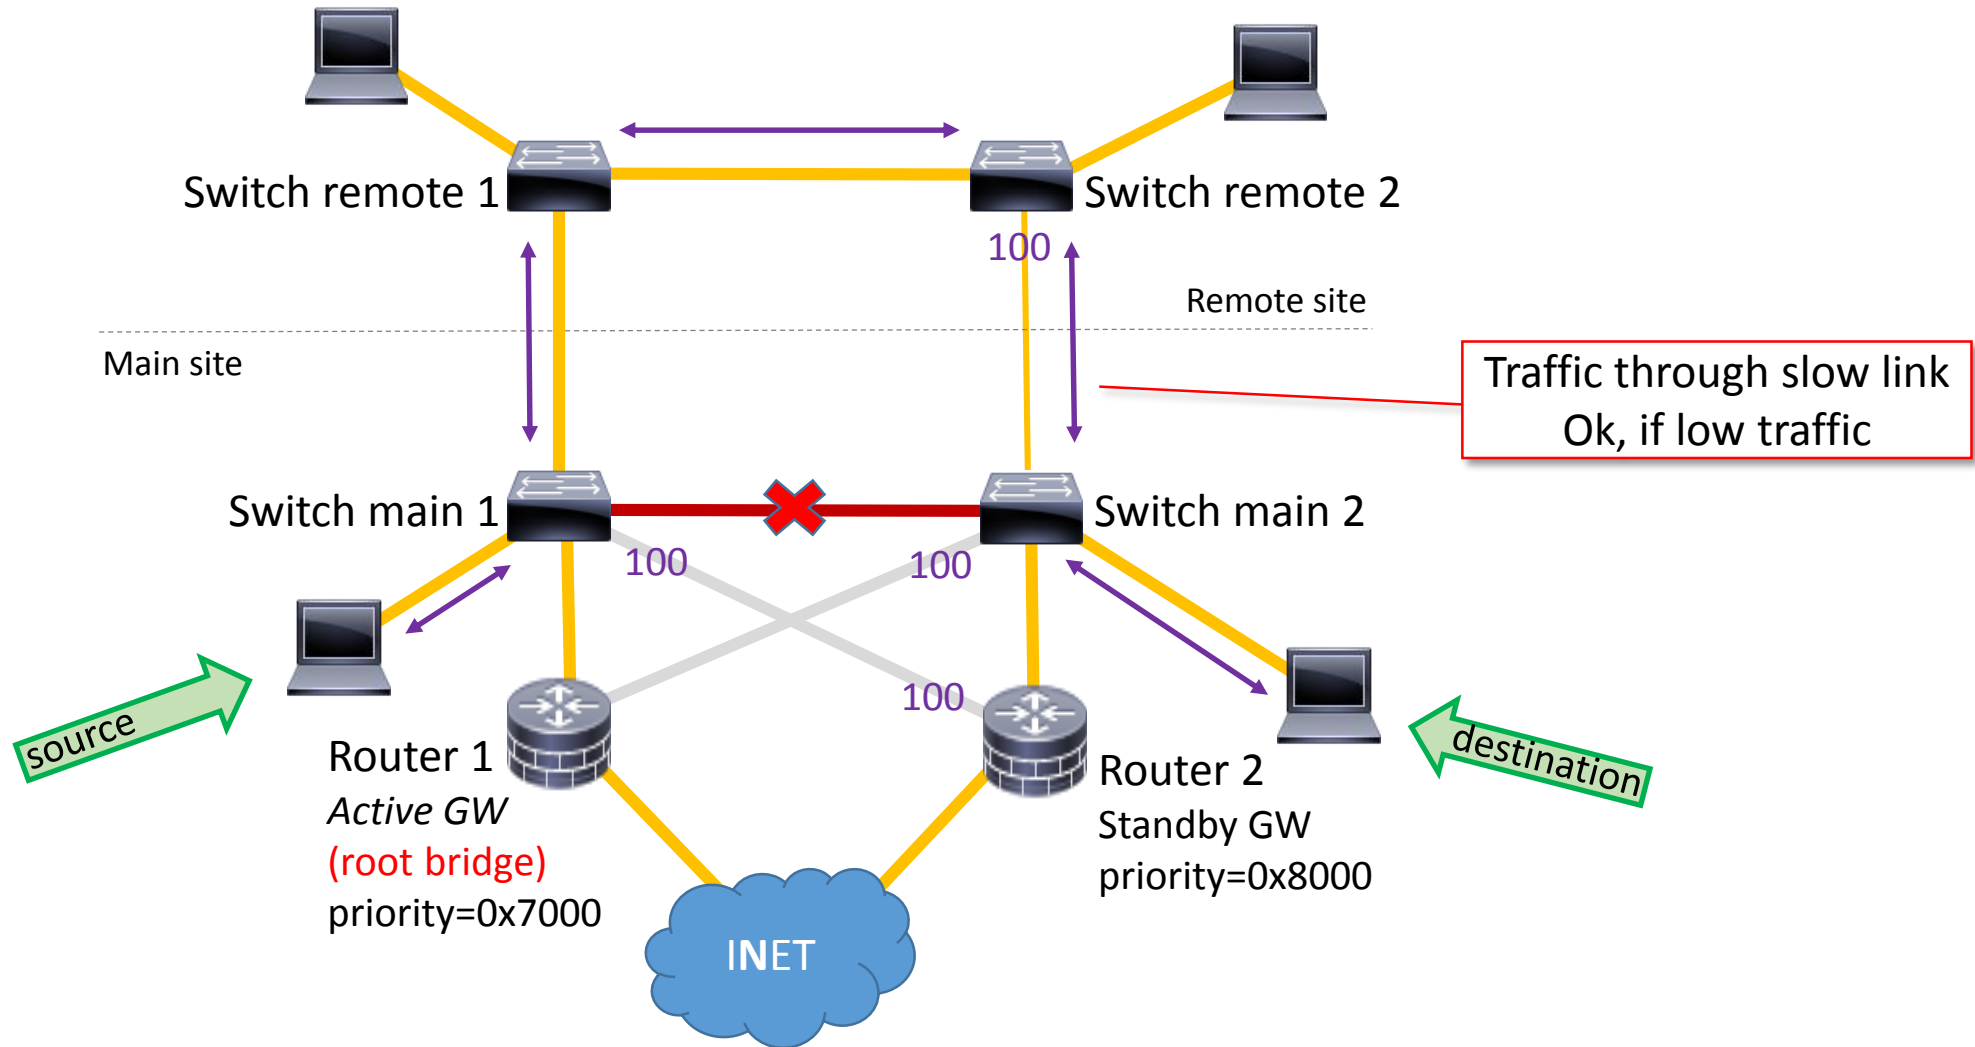 Switch remote 1
Switch remote 2
100
Remote site
Main site
Traffic through slow link
Ok, if low traffic
Switch main 1
Switch main 2
100
100
100
source
destination
Router 1
Active GW
(root bridge)
priority=0x7000
Router 2
Standby GW
priority=0x8000
INET